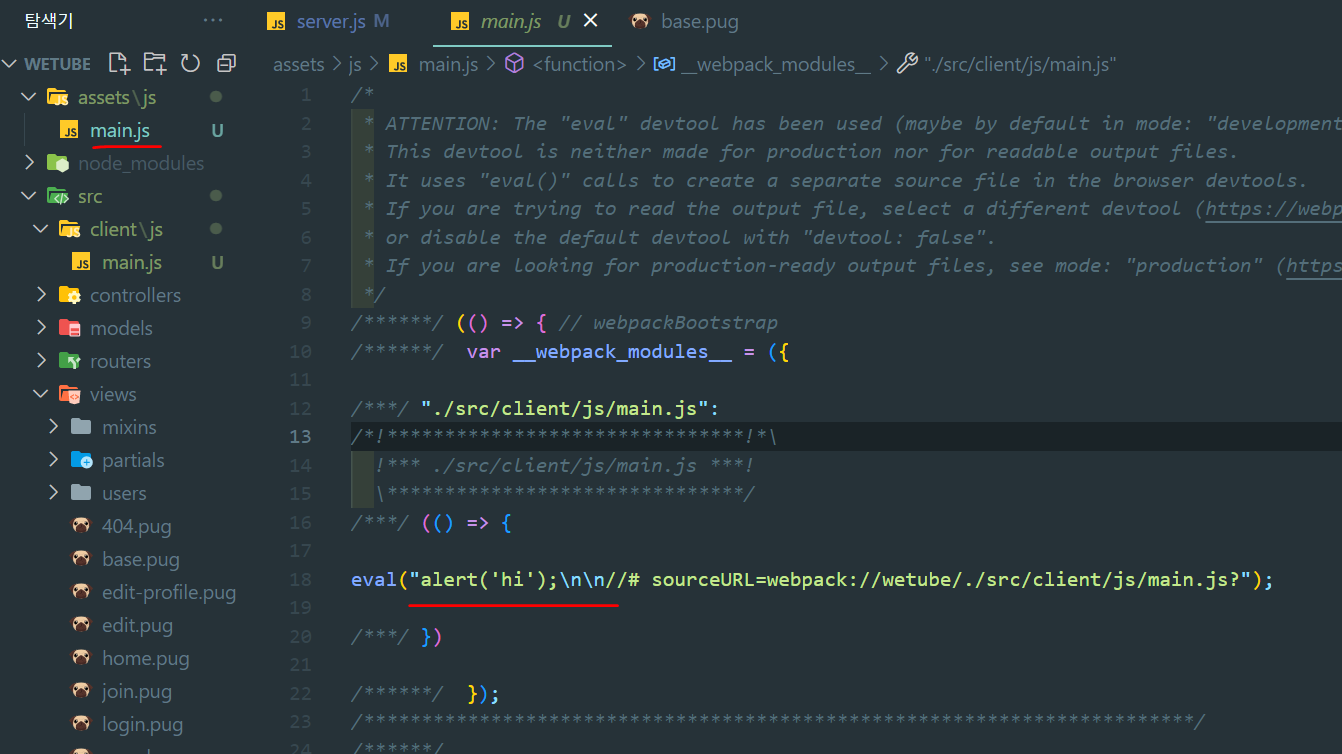 탐색기 ···
JS server.js M
JS main.js U
base.pug
WETUBE
assets > js > JS main.js > <function> > __webpack_modules__ > "./src/client/js/main.js"
assets\js
JS main.js U
node_modules
src
client\js
JS main.js U
controllers
models
routers
views
mixins
partials
users
404.pug
base.pug
edit-profile.pug
edit.pug
home.pug
join.pug
login.pug
1 /*
2 * ATTENTION: The "eval" devtool has been used (maybe by default in mode: "development
3 * This devtool is neither made for production nor for readable output files.
4 * It uses "eval()" calls to create a separate source file in the browser devtools.
5 * If you are trying to read the output file, select a different devtool (https://webp
6 * or disable the default devtool with "devtool: false".
7 * If you are looking for production-ready output files, see mode: "production" (https
8 */
9 /******/ (() => { // webpackBootstrap
10 /******/ var __webpack_modules__ = ({
11
12 /***/ "./src/client/js/main.js":
13 /*!*******************************!*\
14 !*** ./src/client/js/main.js ***!
15 \*******************************/
16 /***/ (() => {
17
18 eval("alert('hi');\n\n//# sourceURL=webpack://wetube/./src/client/js/main.js?");
19
20 /***/ })
21
22 /******/ });
23 /************************************************************************/
24 /******/